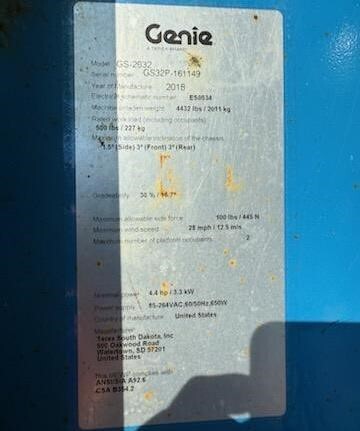 Genie
A TEREX BRAND
Model GS-2632
Serial number GS32P-161149
Year of Manufacture 2018
Electrical schematic number ES0534
Machine unladen weight 4432 lbs / 2011 kg
Rated work load (including occupants)
500 lbs / 227 kg
Maximum allowable inclination of the chassis
1.5° (Side) 3° (Front) 3° (Rear)
Gradeability 30 % / 16.7°
Maximum allowable side force 100 lbs / 445 N
Maximum wind speed 28 mph / 12.5 m/s
Maximum number of platform occupants 2
Nominal power 4.4 hp / 3.3 kW
Power supply 85-264VAC,60/50Hz,650W
Country of manufacture United States
Manufacturer
Terex South Dakota, Inc
500 Oakwood Road
Watertown, SD 57201
United States
This MEWP complies with
ANSI/SIA A92.6
CSA B354.2